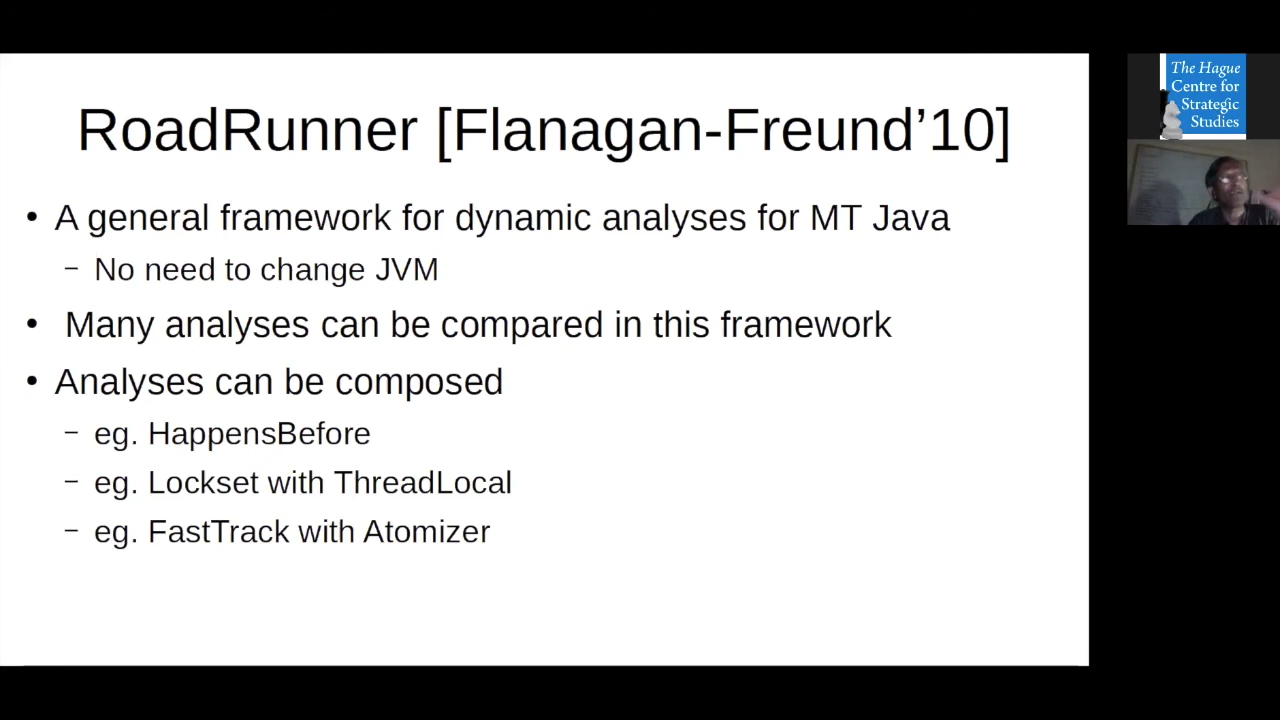 RoadRunner [Flanagan-Freund’10]
• A general framework for dynamic analyses for MT Java
– No need to change JVM
• Many analyses can be compared in this framework
• Analyses can be composed
– eg. HappensBefore
– eg. Lockset with ThreadLocal
– eg. FastTrack with Atomizer
The Hague
Centre for
Strategic
Studies